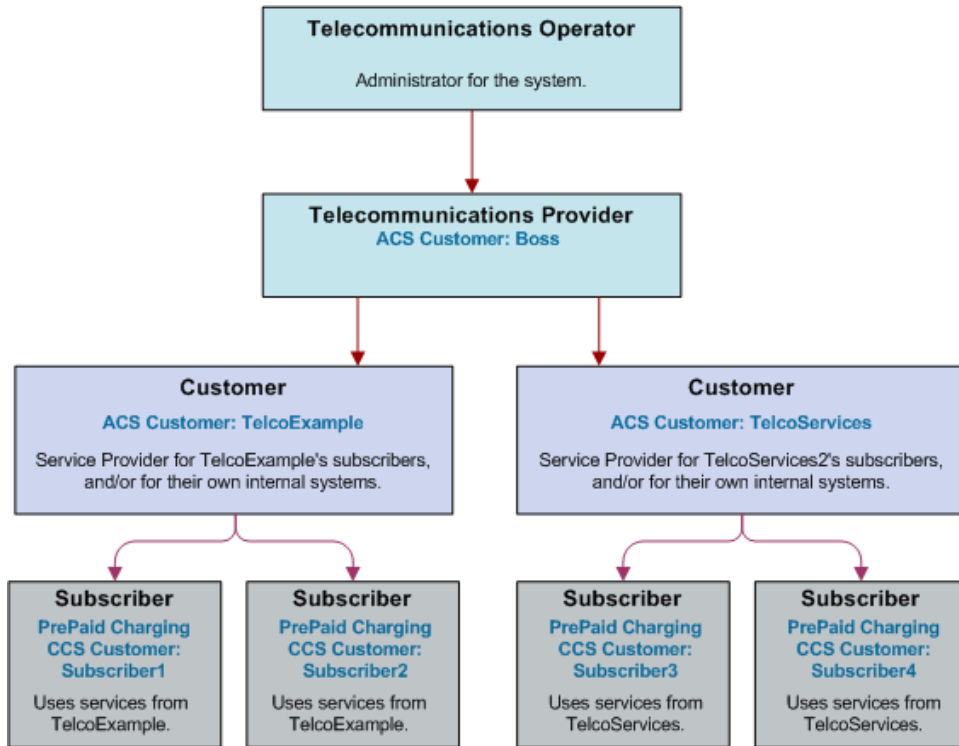 Telecommunications Operator
Administrator for the system.
Telecommunications Provider
ACS Customer: Boss
Customer
ACS Customer: TelcoExample
Service Provider for TelcoExample's subscribers,
and/or for their own internal systems.
Customer
ACS Customer: TelcoServices
Service Provider for TelcoServices2's subscribers,
and/or for their own internal systems.
Subscriber
PrePaid Charging
CCS Customer:
Subscriber1
Uses services from
TelcoExample.
Subscriber
PrePaid Charging
CCS Customer:
Subscriber2
Uses services from
TelcoExample.
Subscriber
PrePaid Charging
CCS Customer:
Subscriber3
Uses services from
TelcoServices.
Subscriber
PrePaid Charging
CCS Customer:
Subscriber4
Uses services from
TelcoServices.